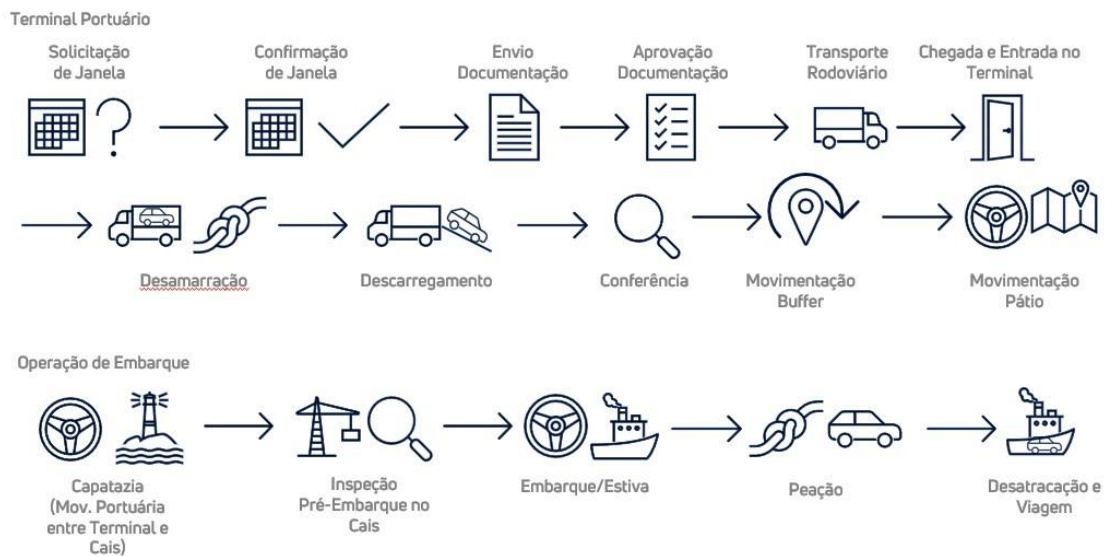 Terminal Portuário
Solicitação
de Janela
Confirmação
de Janela
Envio
Documentação
Aprovação
Documentação
Transporte
Rodoviário
Chegada e Entrada no
Terminal
Desamarração
Descarregamento
Conferência
Movimentação
Buffer
Movimentação
Pátio
Operação de Embarque
Capatazia
(Mov. Portuária
entre Terminal e
Cais)
Inspeção
Pré-Embarque no
Cais
Embarque/Estiva
Peação
Desatracação e
Viagem